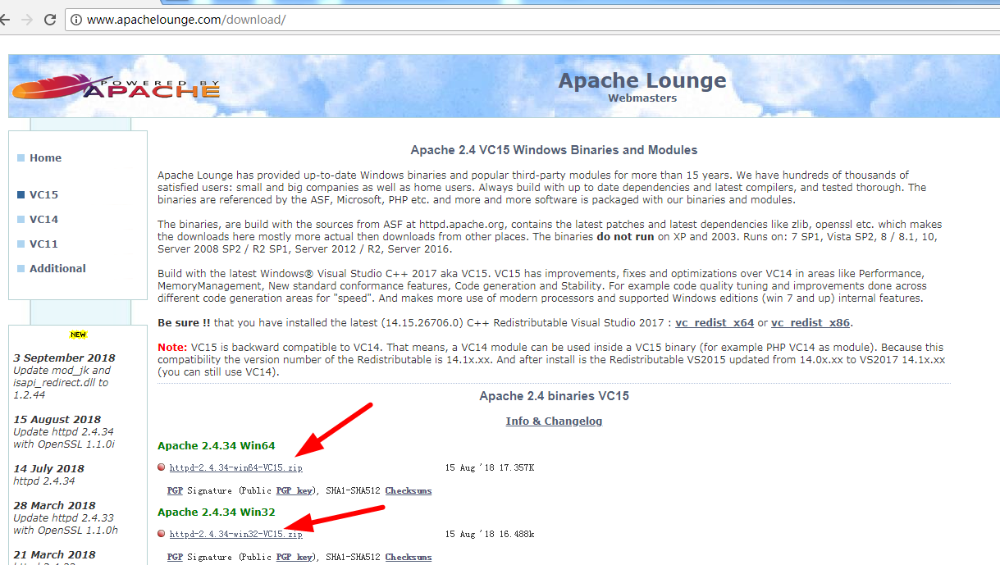 www.apachelounge.com/download/
POWERED BY
APACHE
Apache Lounge
Webmasters
Home
VC15
VC14
VC11
Additional
NEW
3 September 2018
Update mod_jk and
isapi_redirect.dll to
1.2.44
15 August 2018
Update httpd 2.4.34
with OpenSSL 1.1.0i
14 July 2018
httpd 2.4.34
28 March 2018
Update httpd 2.4.33
with OpenSSL 1.1.0h
21 March 2018
Apache 2.4 VC15 Windows Binaries and Modules
Apache Lounge has provided up-to-date Windows binaries and popular third-party modules for more than 15 years. We have hundreds of thousands of
satisfied users: small and big companies as well as home users. Always build with up to date dependencies and latest compilers, and tested thorough. The
binaries are referenced by the ASF, Microsoft, PHP etc. and more and more software is packaged with our binaries and modules.
The binaries, are build with the sources from ASF at httpd.apache.org, contains the latest patches and latest dependencies like zlib, openssl etc. which makes
the downloads here mostly more actual then downloads from other places. The binaries do not run on XP and 2003. Runs on: 7 SP1, Vista SP2, 8 / 8.1, 10,
Server 2008 SP2 / R2 SP1, Server 2012 / R2, Server 2016.
Build with the latest Windows® Visual Studio C++ 2017 aka VC15. VC15 has improvements, fixes and optimizations over VC14 in areas like Performance,
MemoryManagement, New standard conformance features, Code generation and Stability. For example code quality tuning and improvements done across
different code generation areas for "speed". And makes more use of modern processors and supported Windows editions (win 7 and up) internal features.
Be sure !! that you have installed the latest (14.15.26706.0) C++ Redistributable Visual Studio 2017 : vc_redist_x64 or vc_redist_x86.
Note: VC15 is backward compatible to VC14. That means, a VC14 module can be used inside a VC15 binary (for example PHP VC14 as module). Because this
compatibility the version number of the Redistributable is 14.1x.xx. And after install is the Redistributable VS2015 updated from 14.0x.xx to VS2017 14.1x.xx
(you can still use VC14).
Apache 2.4 binaries VC15
Info & Changelog
Apache 2.4.34 Win64
httpd-2.4.34-win64-VC15.zip 15 Aug '18 17.357K
PGP Signature (Public PGP key), SHA1-SHA512 Checksums
Apache 2.4.34 Win32
httpd-2.4.34-win32-VC15.zip 15 Aug '18 16.488k
PGP Signature (Public PGP key), SHA1-SHA512 Checksums